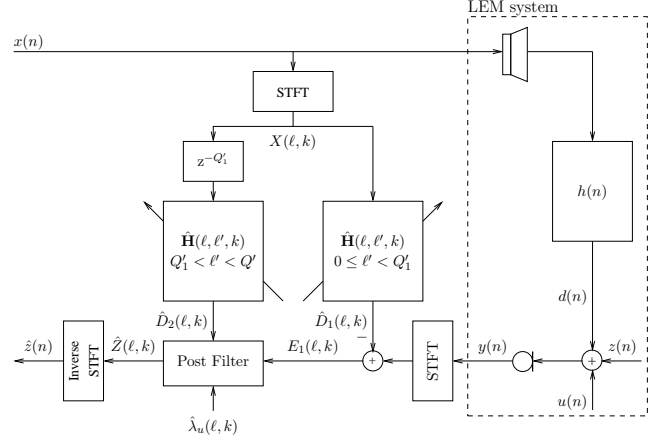 LEM system
x(n)
STFT
X(ℓ, k)
z^{-Q'_1}
h(n)
Ĥ(ℓ, ℓ', k)
Q'_1 < ℓ' < Q'
Ĥ(ℓ, ℓ', k)
0 ≤ ℓ' < Q'_1
d(n)
D̂_2(ℓ, k)
D̂_1(ℓ, k)
−
ẑ(n)
Inverse
STFT
Ẑ(ℓ, k)
Post Filter
E_1(ℓ, k)
+
STFT
y(n)
+
z(n)
u(n)
λ̂_u(ℓ, k)